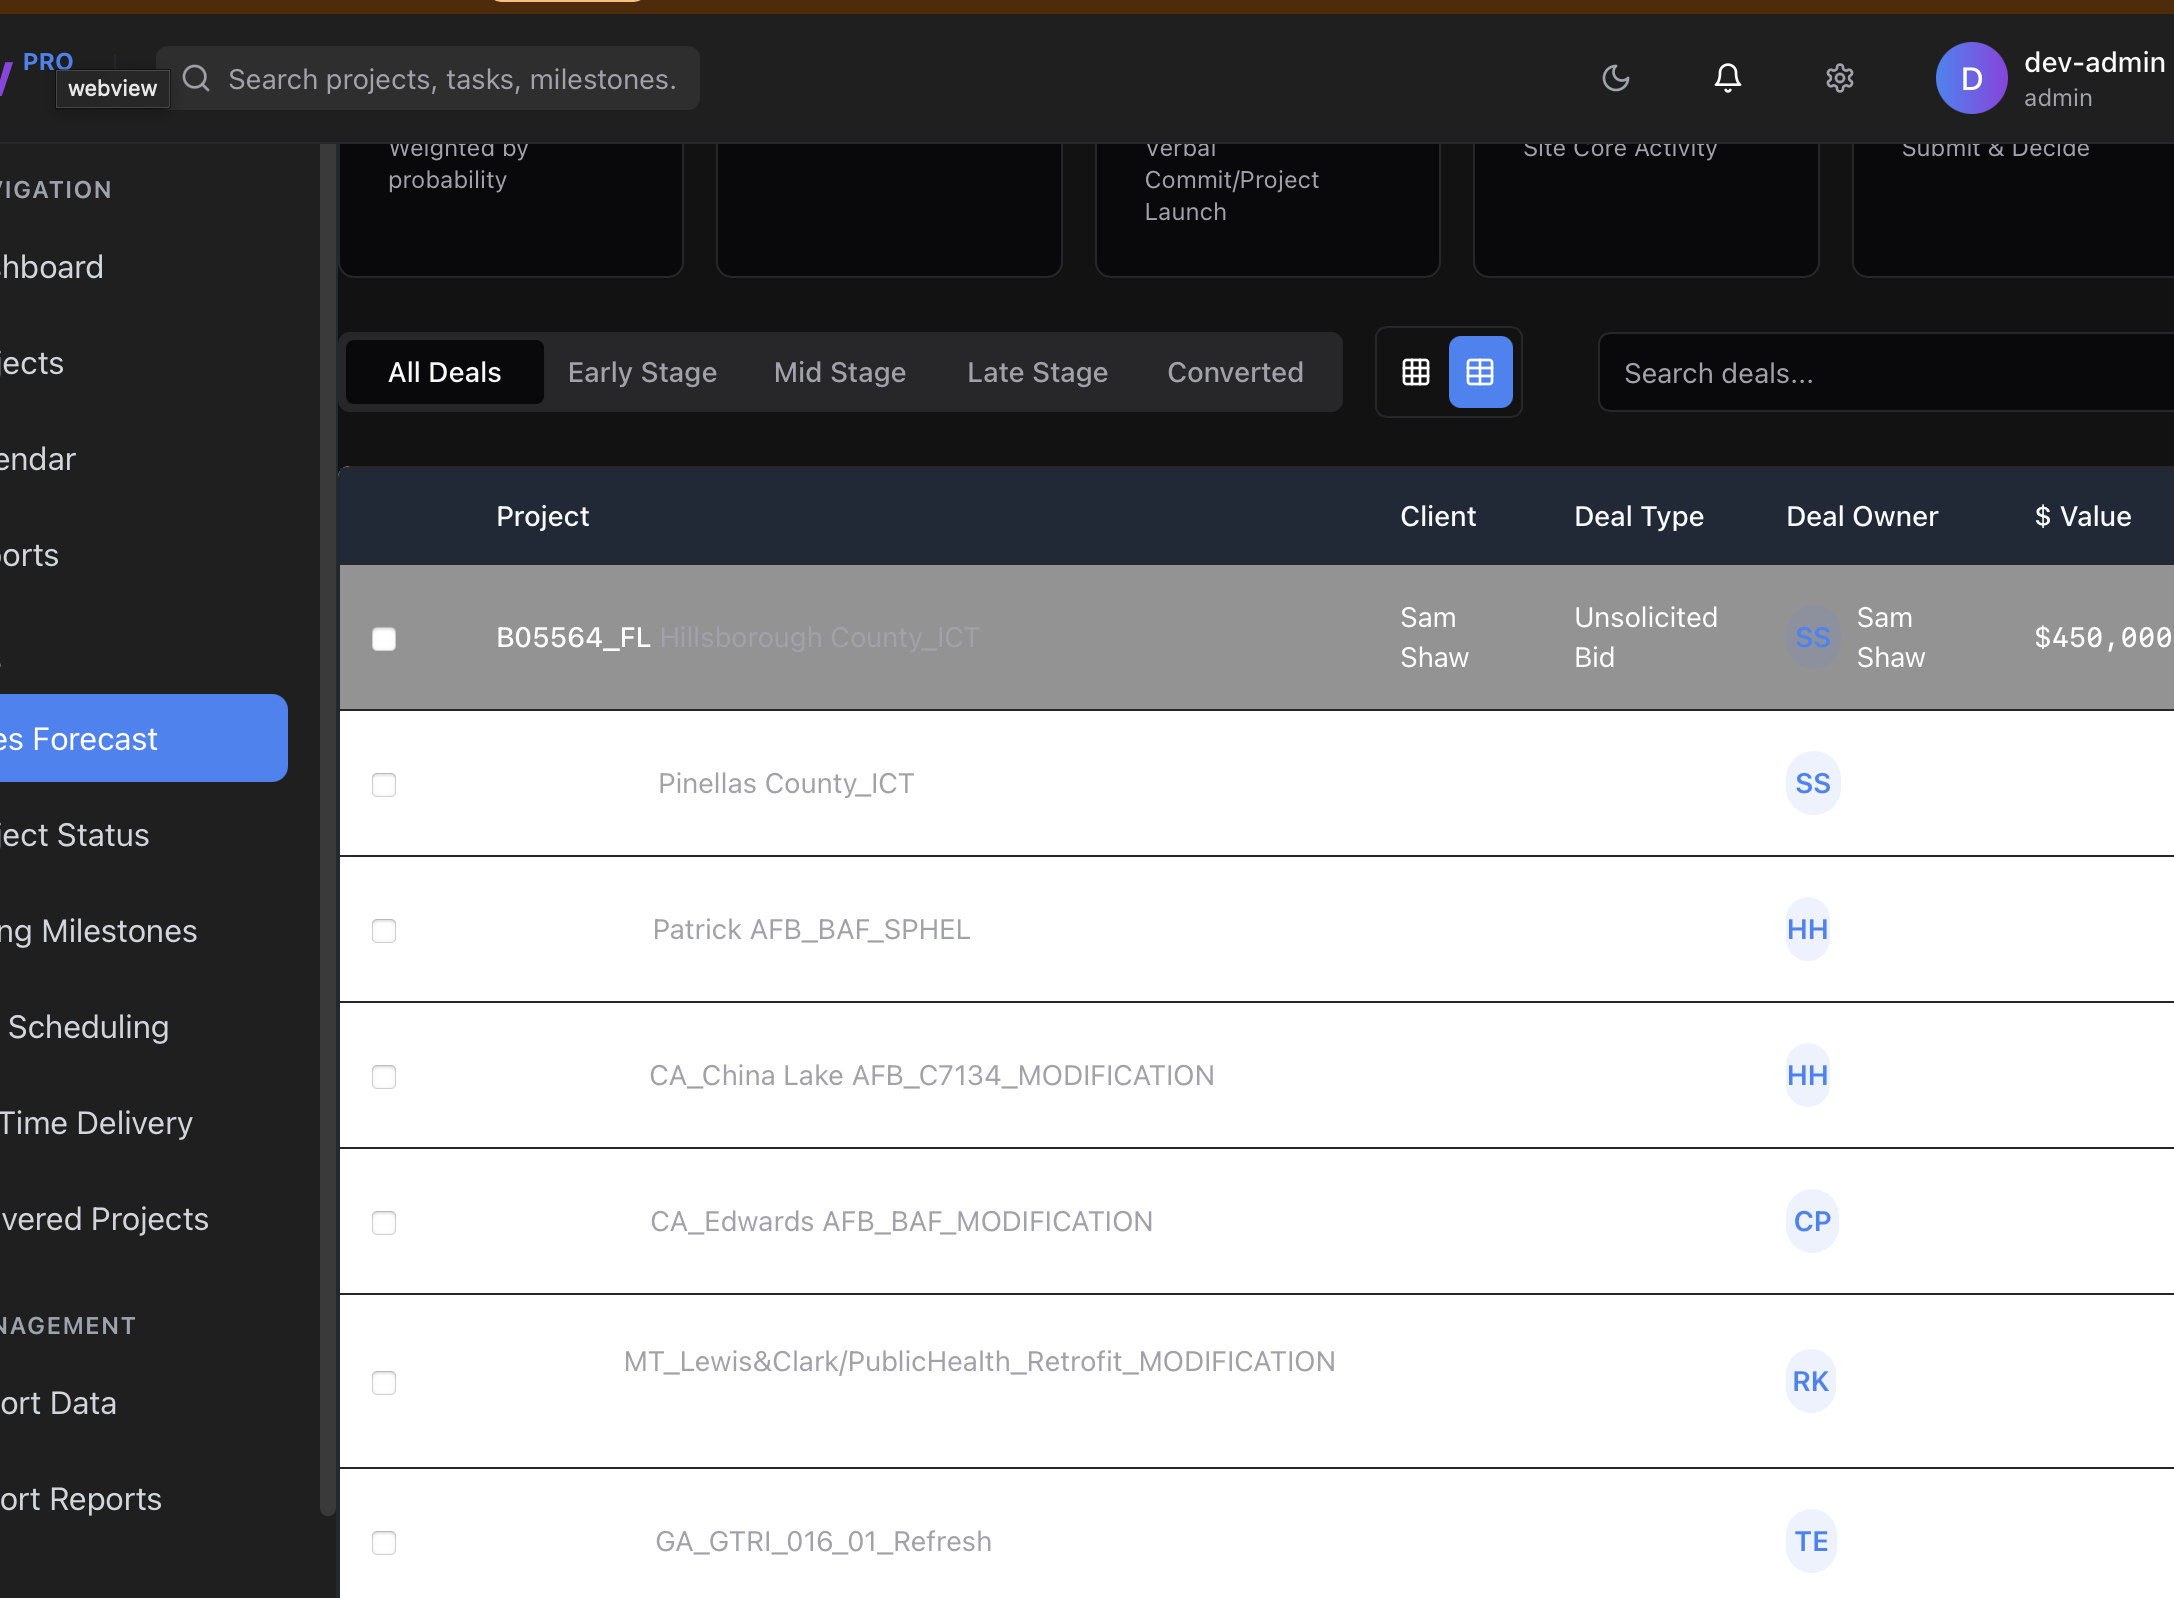 PRO
webview
Search projects, tasks, milestones.
D
dev-admin
admin
VIGATION
hboard
jects
endar
orts
es Forecast
ject Status
ng Milestones
Scheduling
Time Delivery
vered Projects
NAGEMENT
ort Data
ort Reports
Weighted by
probability
Verbal
Commit/Project
Launch
Site Core Activity
Submit & Decide
All Deals
Early Stage
Mid Stage
Late Stage
Converted
Search deals...
Project Client Deal Type Deal Owner $ Value
B05564_FL Hillsborough County_ICT
Sam
Shaw
Unsolicited
Bid
SS
Sam
Shaw
$450,000
Pinellas County_ICT SS
Patrick AFB_BAF_SPHEL HH
CA_China Lake AFB_C7134_MODIFICATION HH
CA_Edwards AFB_BAF_MODIFICATION CP
MT_Lewis&Clark/PublicHealth_Retrofit_MODIFICATION
RK
GA_GTRI_016_01_Refresh TE